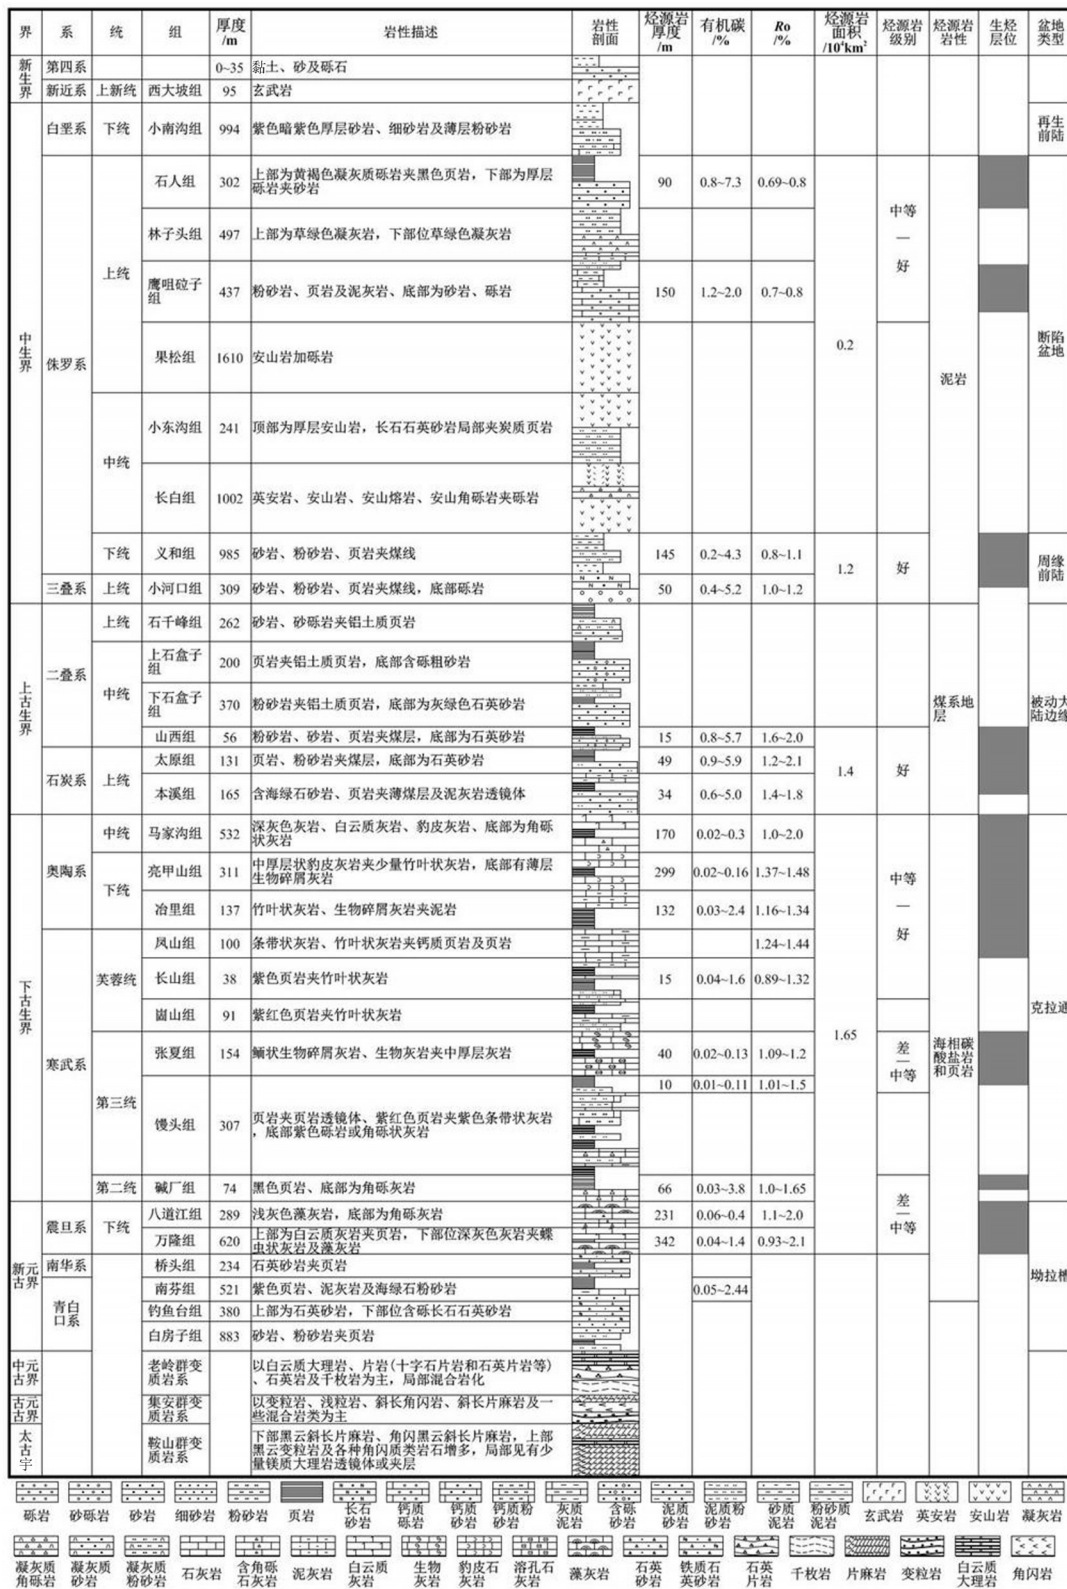 界 系 统 组 厚度/m 岩性描述 岩性剖面 烃源岩厚度/m 有机碳/% Ro/% 烃源岩面积/10⁴km² 烃源岩级别 烃源岩岩性 生烃层位 盆地类型
新生界 第四系 0~35 黏土、砂及砾石
新近系 上新统 西大坡组 95 玄武岩
中生界 白垩系 下统 小南沟组 994 紫色暗紫色厚层砂岩、细砂岩及薄层粉砂岩 再生前陆
侏罗系 上统 石人组 302 上部为黄褐色凝灰质砾岩夹黑色页岩，下部为厚层砾岩夹砂岩 90 0.8~7.3 0.69~0.8 0.2 中等—好 泥岩 断陷盆地
林子头组 497 上部为草绿色凝灰岩，下部位草绿色凝灰岩
鹰咀砬子组 437 粉砂岩、页岩及泥灰岩、底部为砂岩、砾岩 150 1.2~2.0 0.7~0.8
果松组 1610 安山岩加砾岩
中统 小东沟组 241 顶部为厚层安山岩，长石石英砂岩局部夹炭质页岩
长白组 1002 英安岩、安山岩、安山熔岩、安山角砾岩夹砾岩
下统 义和组 985 砂岩、粉砂岩、页岩夹煤线 145 0.2~4.3 0.8~1.1 1.2 好 周缘前陆
三叠系 上统 小河口组 309 砂岩、粉砂岩、页岩夹煤线，底部砾岩 50 0.4~5.2 1.0~1.2
上古生界 二叠系 上统 石千峰组 262 砂岩、砂砾岩夹铝土质页岩 煤系地层 被动大陆边缘
中统 上石盒子组 200 页岩夹铝土质页岩，底部含砾粗砂岩
下石盒子组 370 粉砂岩夹铝土质页岩，底部为灰绿色石英砂岩
山西组 56 粉砂岩、砂岩、页岩夹煤层，底部为石英砂岩 15 0.8~5.7 1.6~2.0 1.4 好
石炭系 上统 太原组 131 页岩、粉砂岩夹煤层，底部为石英砂岩 49 0.9~5.9 1.2~2.1
本溪组 165 含海绿石砂岩、页岩夹薄煤层及泥灰岩透镜体 34 0.6~5.0 1.4~1.8
下古生界 奥陶系 中统 马家沟组 532 深灰色灰岩、白云质灰岩、豹皮灰岩、底部为角砾状灰岩 170 0.02~0.3 1.0~2.0 1.65 中等—好 海相碳酸盐岩和页岩 克拉通
下统 亮甲山组 311 中厚层状豹皮灰岩夹少量竹叶状灰岩，底部有薄层生物碎屑灰岩 299 0.02~0.16 1.37~1.48
冶里组 137 竹叶状灰岩、生物碎屑灰岩夹泥岩 132 0.03~2.4 1.16~1.34
寒武系 芙蓉统 凤山组 100 条带状灰岩、竹叶状灰岩夹钙质页岩及页岩 1.24~1.44
长山组 38 紫色页岩夹竹叶状灰岩 15 0.04~1.6 0.89~1.32
崮山组 91 紫红色页岩夹竹叶状灰岩
第三统 张夏组 154 鲕状生物碎屑灰岩、生物灰岩夹中厚层灰岩 40 0.02~0.13 1.09~1.2 差—中等
10 0.01~0.11 1.01~1.5
馒头组 307 页岩夹页岩透镜体、紫红色页岩夹紫色条带状灰岩，底部紫色砾岩或角砾状灰岩
第二统 碱厂组 74 黑色页岩、底部为角砾灰岩 66 0.03~3.8 1.0~1.65 差—中等
新元古界 震旦系 下统 八道江组 289 浅灰色藻灰岩，底部为角砾灰岩 231 0.06~0.4 1.1~2.0 坳拉槽
万隆组 620 上部为白云质灰岩夹页岩，下部位深灰色灰岩夹蝶虫状灰岩及藻灰岩 342 0.04~1.4 0.93~2.1
南华系 桥头组 234 石英砂岩夹页岩
青白口系 南芬组 521 紫色页岩、泥灰岩及海绿石粉砂岩 0.05~2.44
钓鱼台组 380 上部为石英砂岩，下部位含砾长石石英砂岩
白房子组 883 砂岩、粉砂岩夹页岩
中元古界 老岭群变质岩系 以白云质大理岩、片岩(十字石片岩和石英片岩等)、石英岩及千枚岩为主，局部混合岩化
古元古界 集安群变质岩系 以变粒岩、浅粒岩、斜长角闪岩、斜长片麻岩及一些混合岩类为主
太古宇 鞍山群变质岩系 下部黑云斜长片麻岩、角闪黑云斜长片麻岩，上部黑云变粒岩及各种角闪质类岩石增多，局部见有少量镁质大理岩透镜体或夹层
砾岩 砂砾岩 砂岩 细砂岩 粉砂岩 页岩 长石砂岩 钙质砾岩 钙质砂岩 钙质粉砂岩 灰质泥岩 含砾砂岩 泥质砂岩 泥质粉砂岩 砂质泥岩 粉砂质泥岩 玄武岩 英安岩 安山岩 凝灰岩
凝灰质角砾岩 凝灰质砂岩 凝灰质粉砂岩 石灰岩 含角砾石灰岩 泥灰岩 白云质灰岩 生物灰岩 豹皮石灰岩 溶孔石灰岩 藻灰岩 石英砂岩 铁质石英砂岩 石英片岩 千枚岩 片麻岩 变粒岩 白云质大理岩 角闪岩